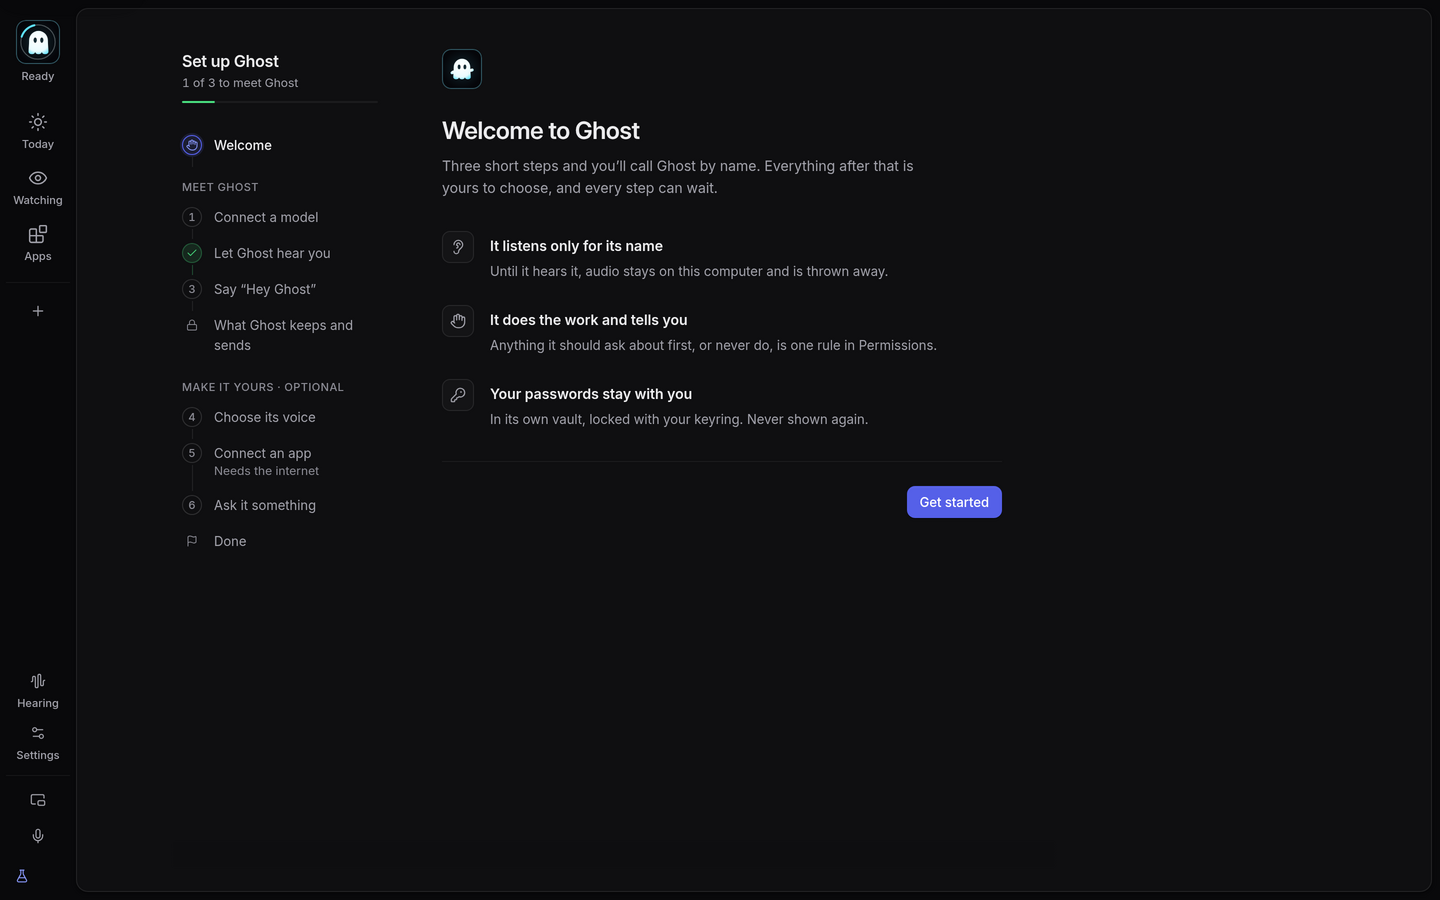 Ready
Today
Watching
Apps
Hearing
Settings
Set up Ghost
1 of 3 to meet Ghost
Welcome
MEET GHOST
1 Connect a model
Let Ghost hear you
3 Say “Hey Ghost”
What Ghost keeps and
sends
MAKE IT YOURS · OPTIONAL
4 Choose its voice
5 Connect an app
Needs the internet
6 Ask it something
Done
Welcome to Ghost
Three short steps and you’ll call Ghost by name. Everything after that is
yours to choose, and every step can wait.
It listens only for its name
Until it hears it, audio stays on this computer and is thrown away.
It does the work and tells you
Anything it should ask about first, or never do, is one rule in Permissions.
Your passwords stay with you
In its own vault, locked with your keyring. Never shown again.
Get started